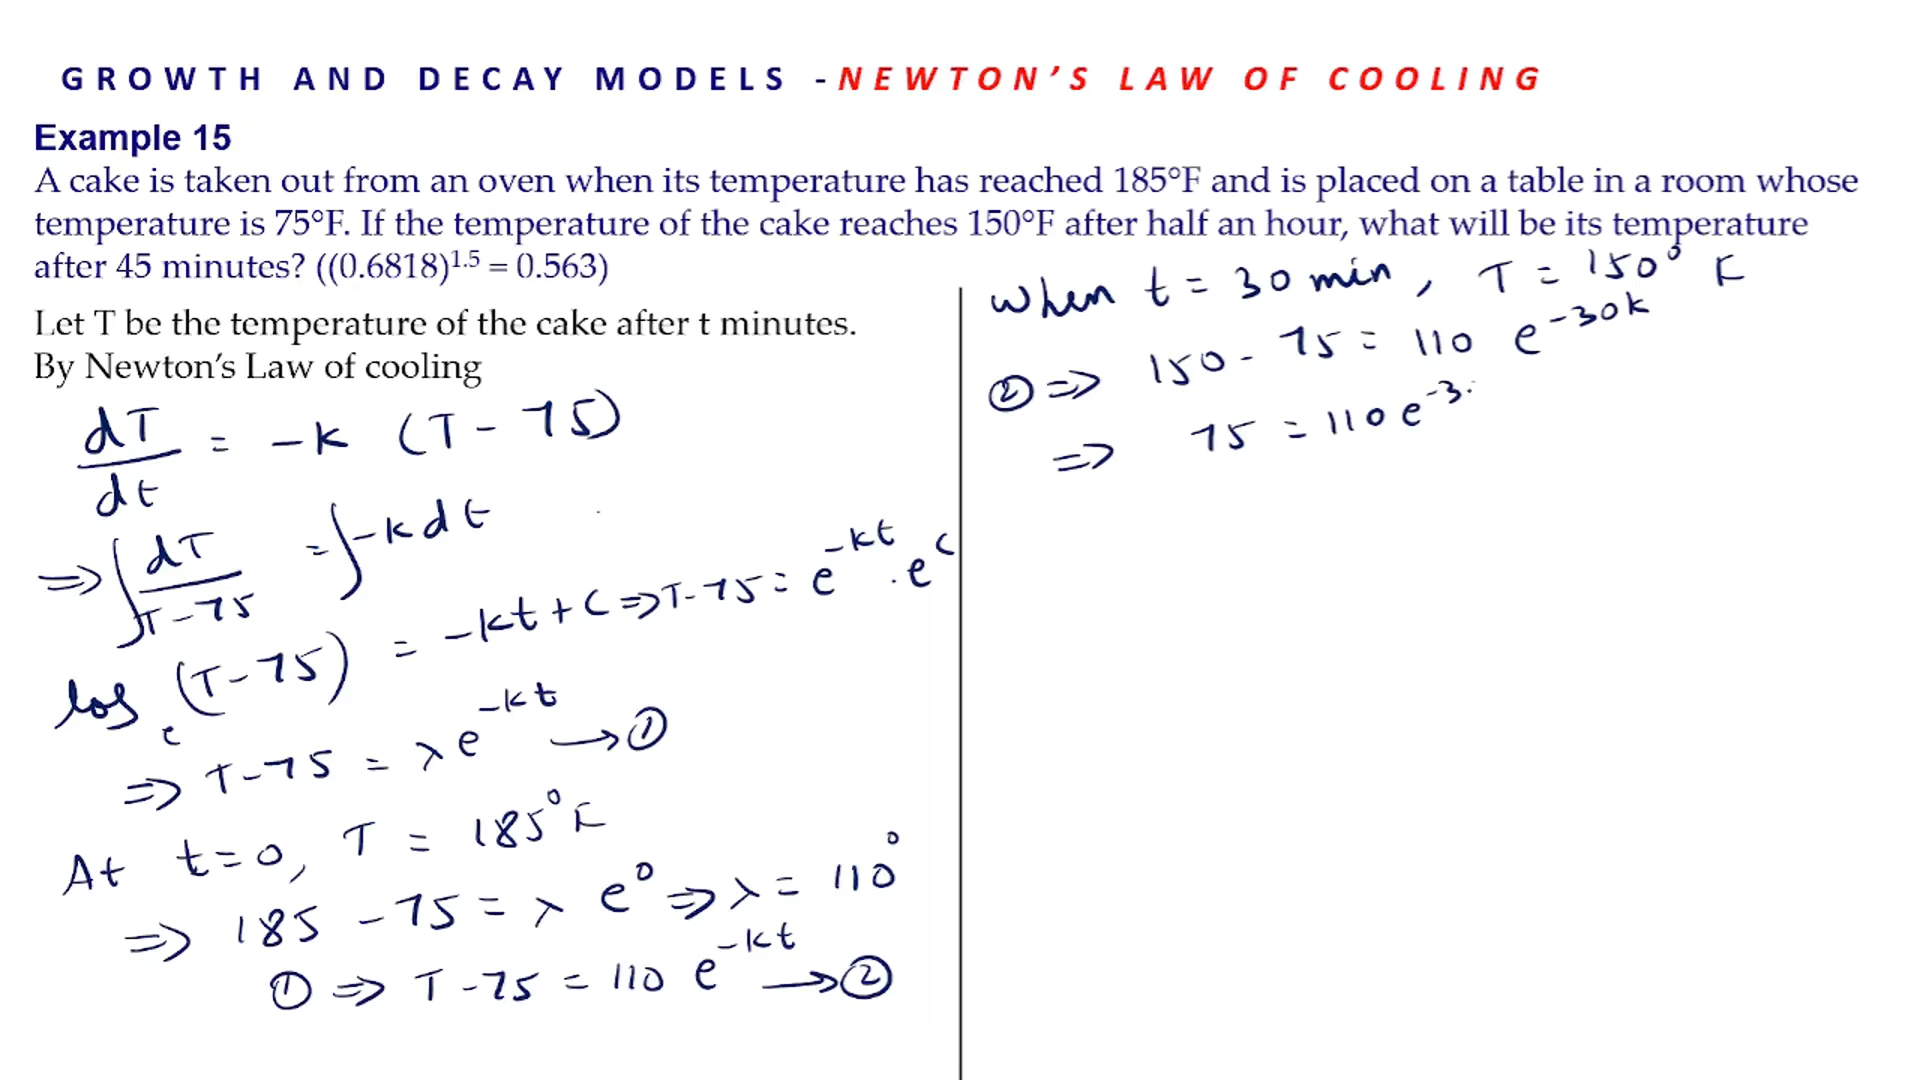 GROWTH AND DECAY MODELS - NEWTON'S LAW OF COOLING
Example 15
A cake is taken out from an oven when its temperature has reached 185°F and is placed on a table in a room whose
temperature is 75°F. If the temperature of the cake reaches 150°F after half an hour, what will be its temperature
after 45 minutes? ((0.6818)^1.5 = 0.563)
Let T be the temperature of the cake after t minutes.
By Newton's Law of cooling
dT/dt = -k (T - 75)
⇒ ∫ dT/(T-75) = ∫ -k dt
log_e (T-75) = -kt + C ⇒ T-75 = e^-kt . e^C
⇒ T-75 = λe^-kt → ①
At t=0, T = 185°F
⇒ 185 - 75 = λ e^0 ⇒ λ = 110°
① ⇒ T-75 = 110 e^-kt → ②
When t = 30 min, T = 150° F
② ⇒ 150 - 75 = 110 e^-30k
⇒ 75 = 110 e^-3.